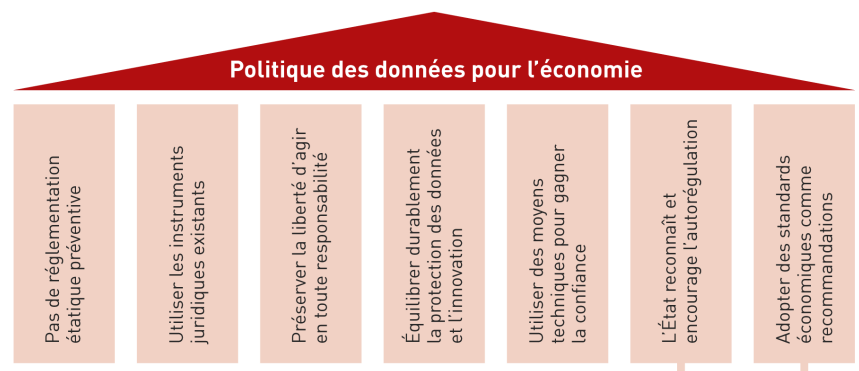 Politique des données pour l'économie
Pas de réglementation
étatique préventive
Utiliser les instruments
juridiques existants
Préserver la liberté d'agir
en toute responsabilité
Équilibrer durablement
la protection des données
et l'innovation
Utiliser des moyens
techniques pour gagner
la confiance
L'État reconnaît et
encourage l'autorégulation
Adopter des standards
économiques comme
recommandations